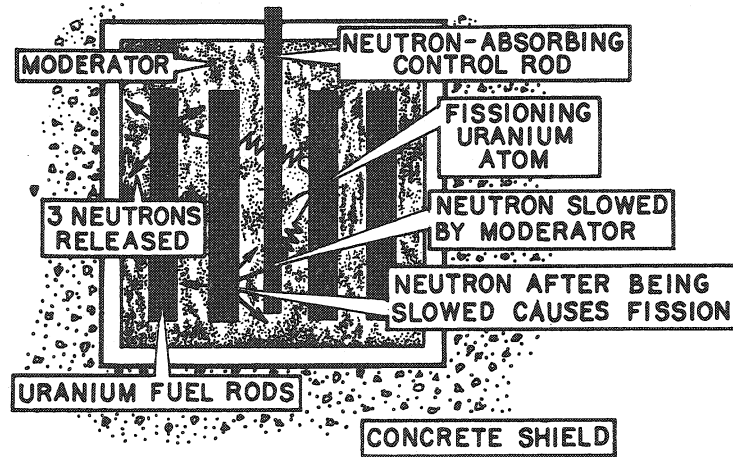 MODERATOR
NEUTRON-ABSORBING
CONTROL ROD
FISSIONING
URANIUM
ATOM
3 NEUTRONS
RELEASED
NEUTRON SLOWED
BY MODERATOR
NEUTRON AFTER BEING
SLOWED CAUSES FISSION
URANIUM FUEL RODS
CONCRETE SHIELD